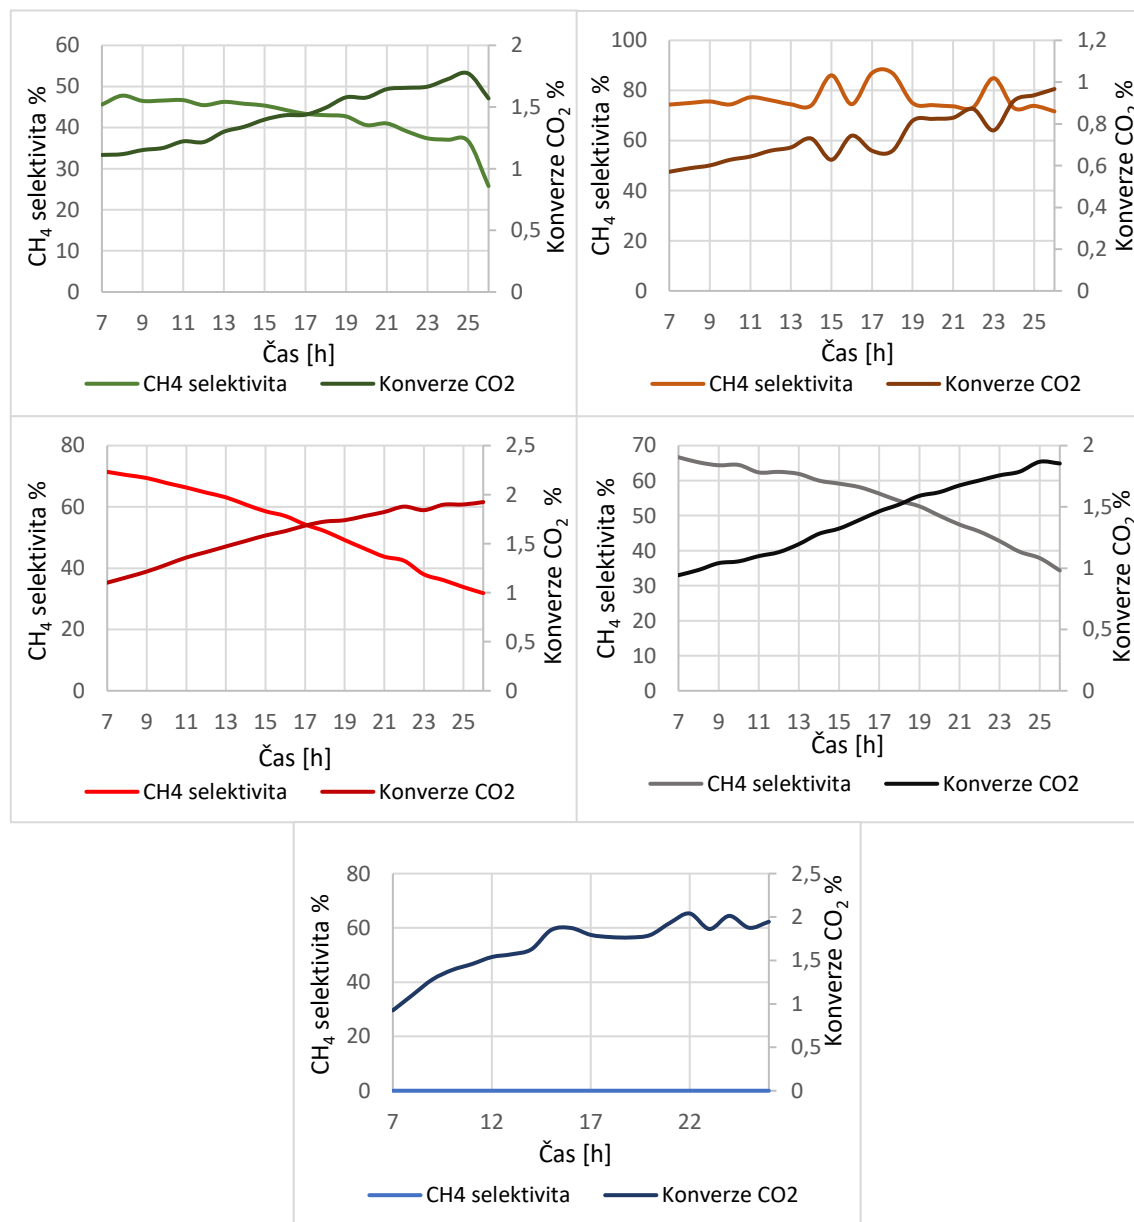 60
50
40
30
20
10
0
2
1,5
1
0,5
0
CH₄ selektivita %
Konverze CO₂ %
7 9 11 13 15 17 19 21 23 25
Čas [h]
CH4 selektivita Konverze CO2
100
80
60
40
20
0
1,2
1
0,8
0,6
0,4
0,2
0
CH₄ selektivita %
Konverze CO₂ %
7 9 11 13 15 17 19 21 23 25
Čas [h]
CH4 selektivita Konverze CO2
80
60
40
20
0
2,5
2
1,5
1
0,5
0
CH₄ selektivita %
Konverze CO₂ %
7 9 11 13 15 17 19 21 23 25
Čas [h]
CH4 selektivita Konverze CO2
70
60
50
40
30
20
10
0
2
1,5
1
0,5
0
CH₄ selektivita %
Konverze CO₂ %
7 9 11 13 15 17 19 21 23 25
Čas [h]
CH4 selektivita Konverze CO2
80
60
40
20
0
2,5
2
1,5
1
0,5
0
CH₄ selektivita %
Konverze CO₂ %
7 12 17 22
Čas [h]
CH4 selektivita Konverze CO2